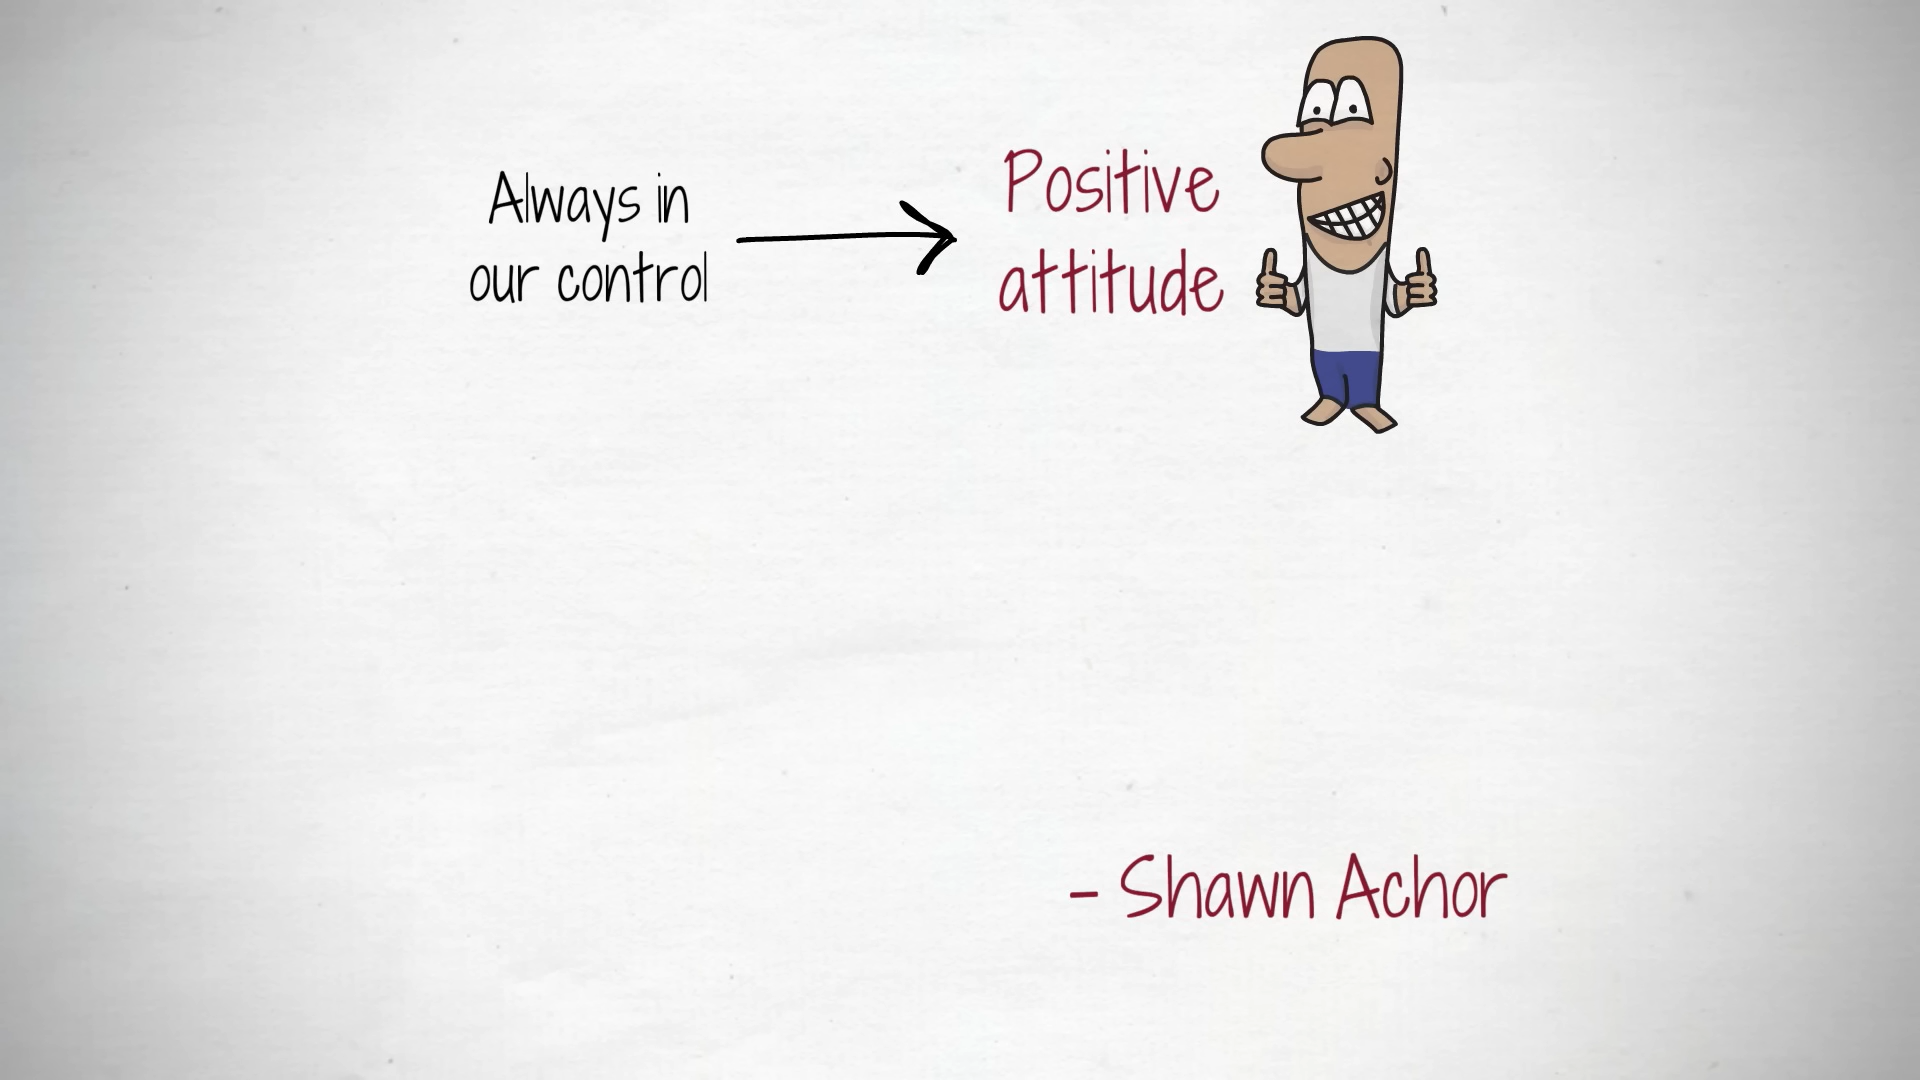 Always in
our control
Positive
attitude
- Shawn Achor